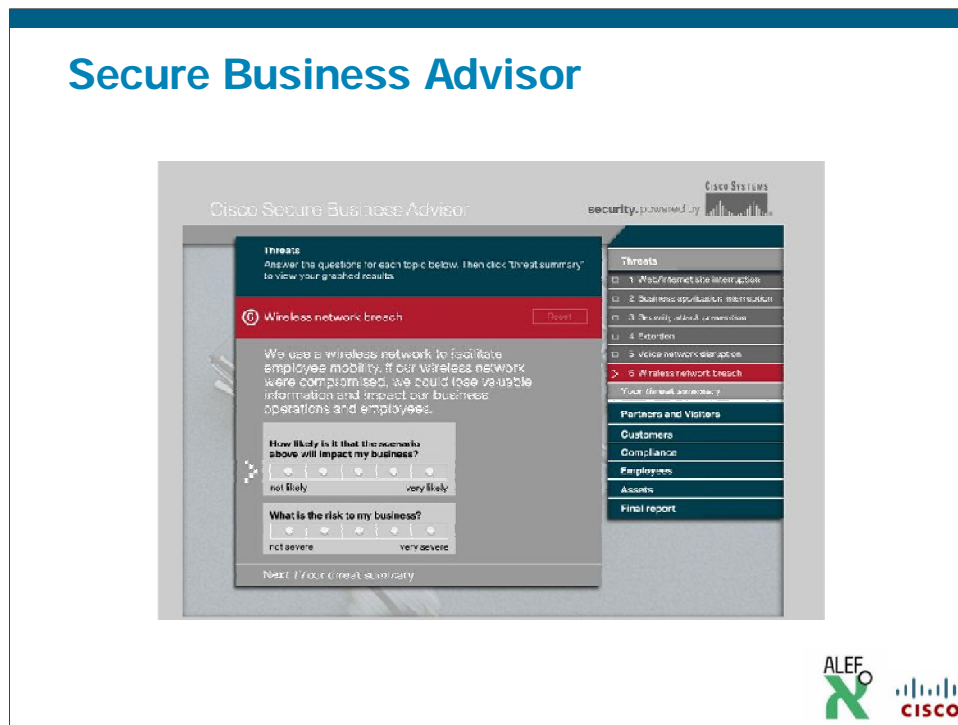 Secure Business Advisor
CISCO SYSTEMS
Cisco Secure Business Advisor
security. powered by
Threats
Answer the questions for each topic below. Then click "threat summary"
to view your graphed results.
6 Wireless network breach
Reset
We use a wireless network to facilitate
employee mobility. If our wireless network
were compromised, we could lose valuable
information and impact our business
operations and employees.
How likely is it that the scenario
above will impact my business?
not likely very likely
What is the risk to my business?
not severe very severe
Next: Your threat summary
Threats
1 Web/Internet site interruption
2 Business application interruption
3
4 Extortion
5 Voice network disruption
6 Wireless network breach
Your threat summary
Partners and Visitors
Customers
Compliance
Employees
Assets
Final report
ALEF
CISCO